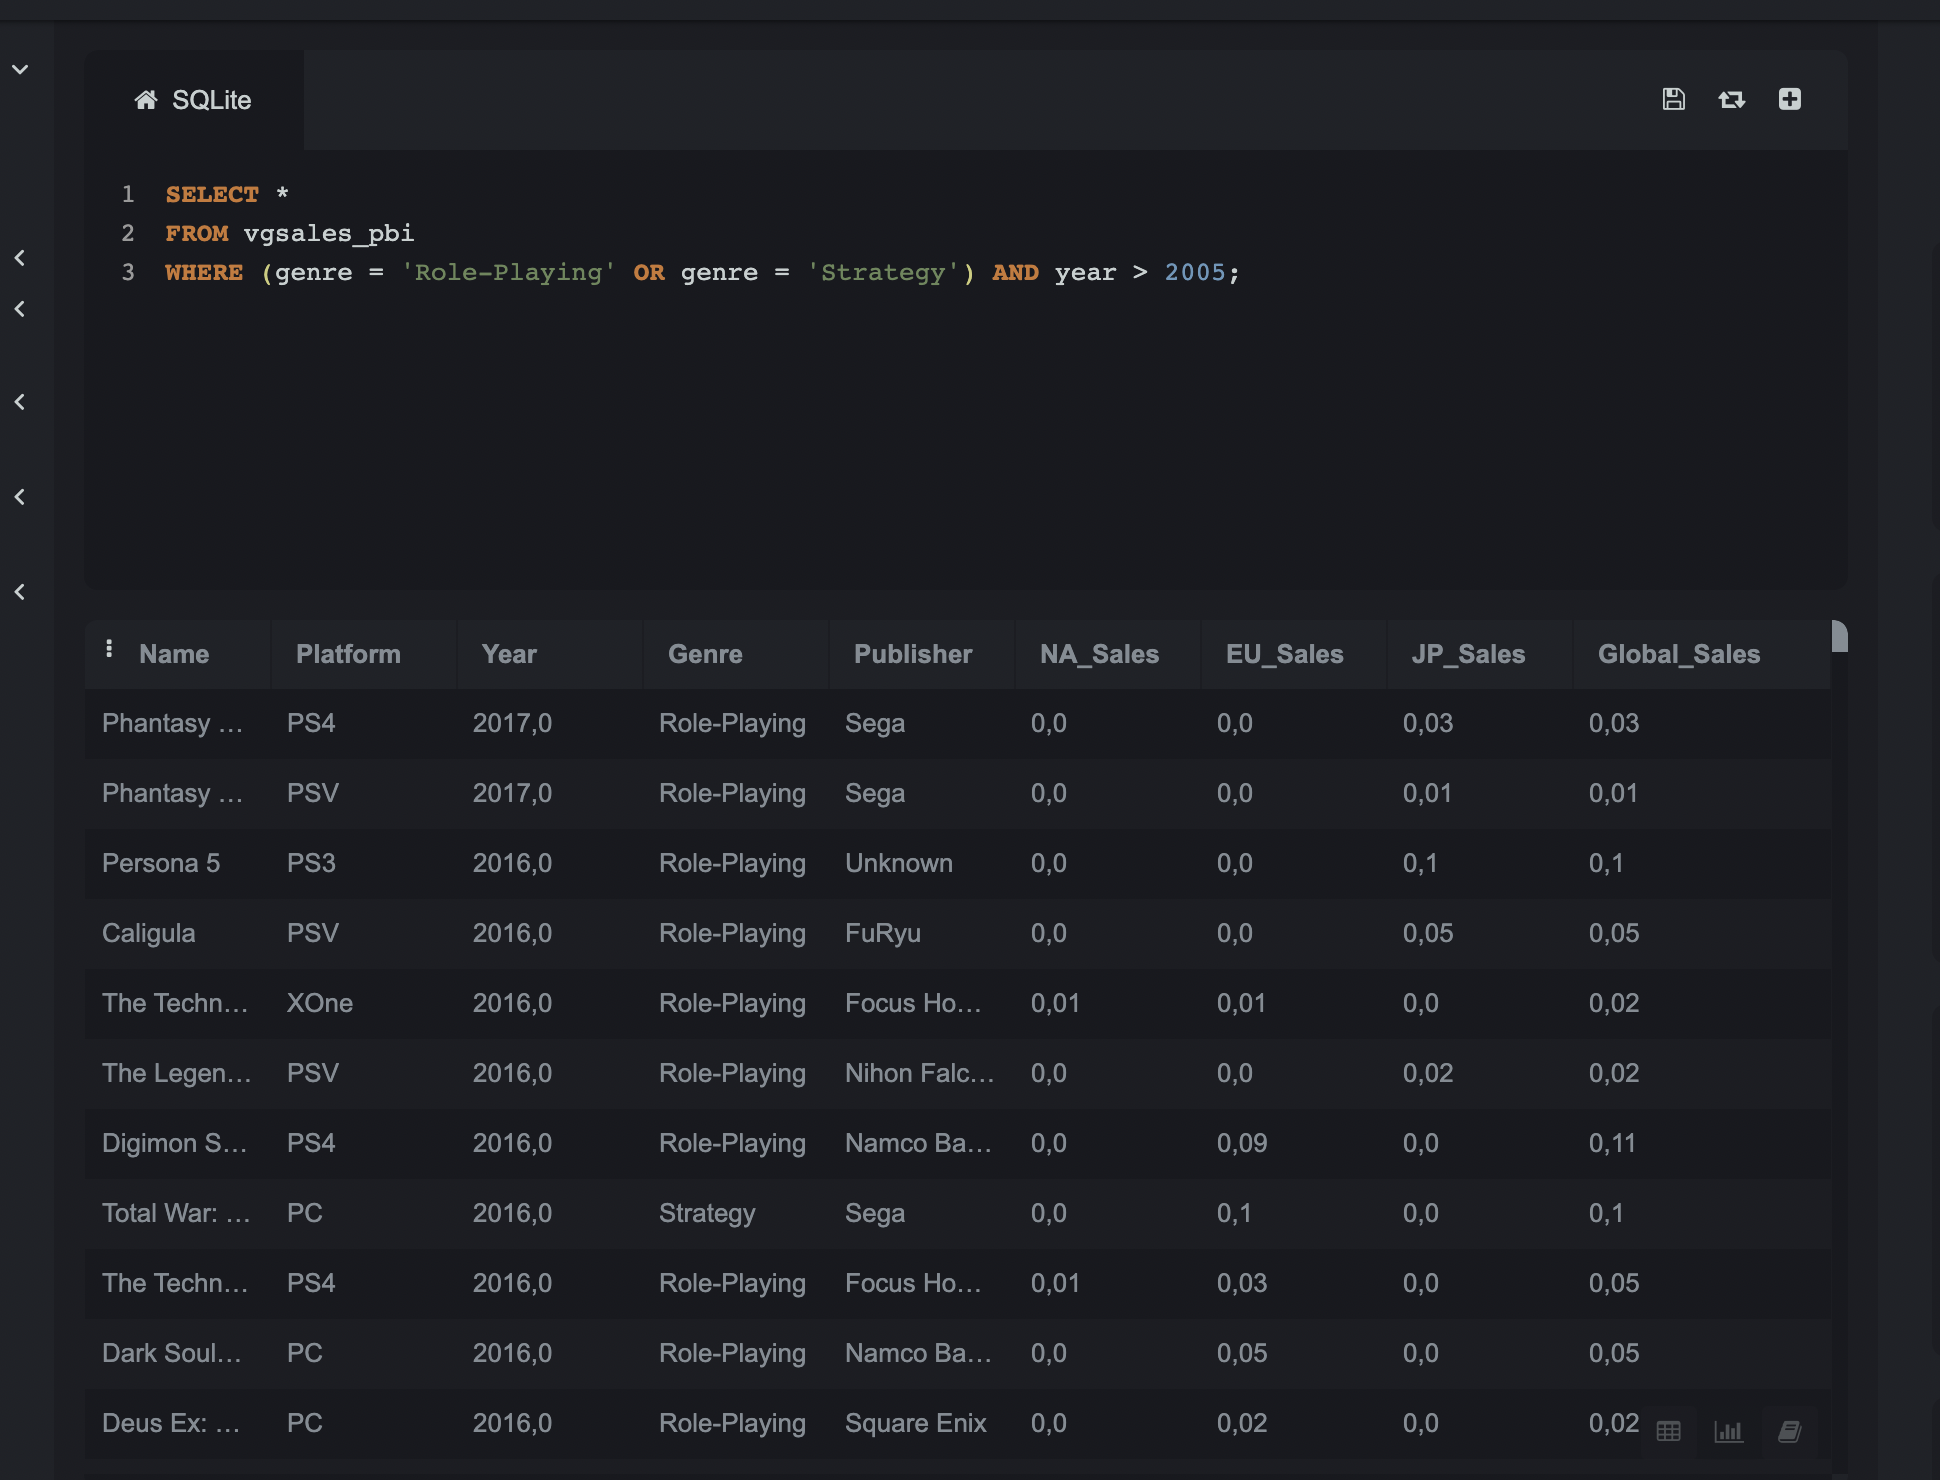 SQLite
1 SELECT *
2 FROM vgsales_pbi
3 WHERE (genre = 'Role-Playing' OR genre = 'Strategy') AND year > 2005;
Name Platform Year Genre Publisher NA_Sales EU_Sales JP_Sales Global_Sales
Phantasy ... PS4 2017,0 Role-Playing Sega 0,0 0,0 0,03 0,03
Phantasy ... PSV 2017,0 Role-Playing Sega 0,0 0,0 0,01 0,01
Persona 5 PS3 2016,0 Role-Playing Unknown 0,0 0,0 0,1 0,1
Caligula PSV 2016,0 Role-Playing FuRyu 0,0 0,0 0,05 0,05
The Techn... XOne 2016,0 Role-Playing Focus Ho... 0,01 0,01 0,0 0,02
The Legen... PSV 2016,0 Role-Playing Nihon Falc... 0,0 0,0 0,02 0,02
Digimon S... PS4 2016,0 Role-Playing Namco Ba... 0,0 0,09 0,0 0,11
Total War: ... PC 2016,0 Strategy Sega 0,0 0,1 0,0 0,1
The Techn... PS4 2016,0 Role-Playing Focus Ho... 0,01 0,03 0,0 0,05
Dark Soul... PC 2016,0 Role-Playing Namco Ba... 0,0 0,05 0,0 0,05
Deus Ex: ... PC 2016,0 Role-Playing Square Enix 0,0 0,02 0,0 0,02